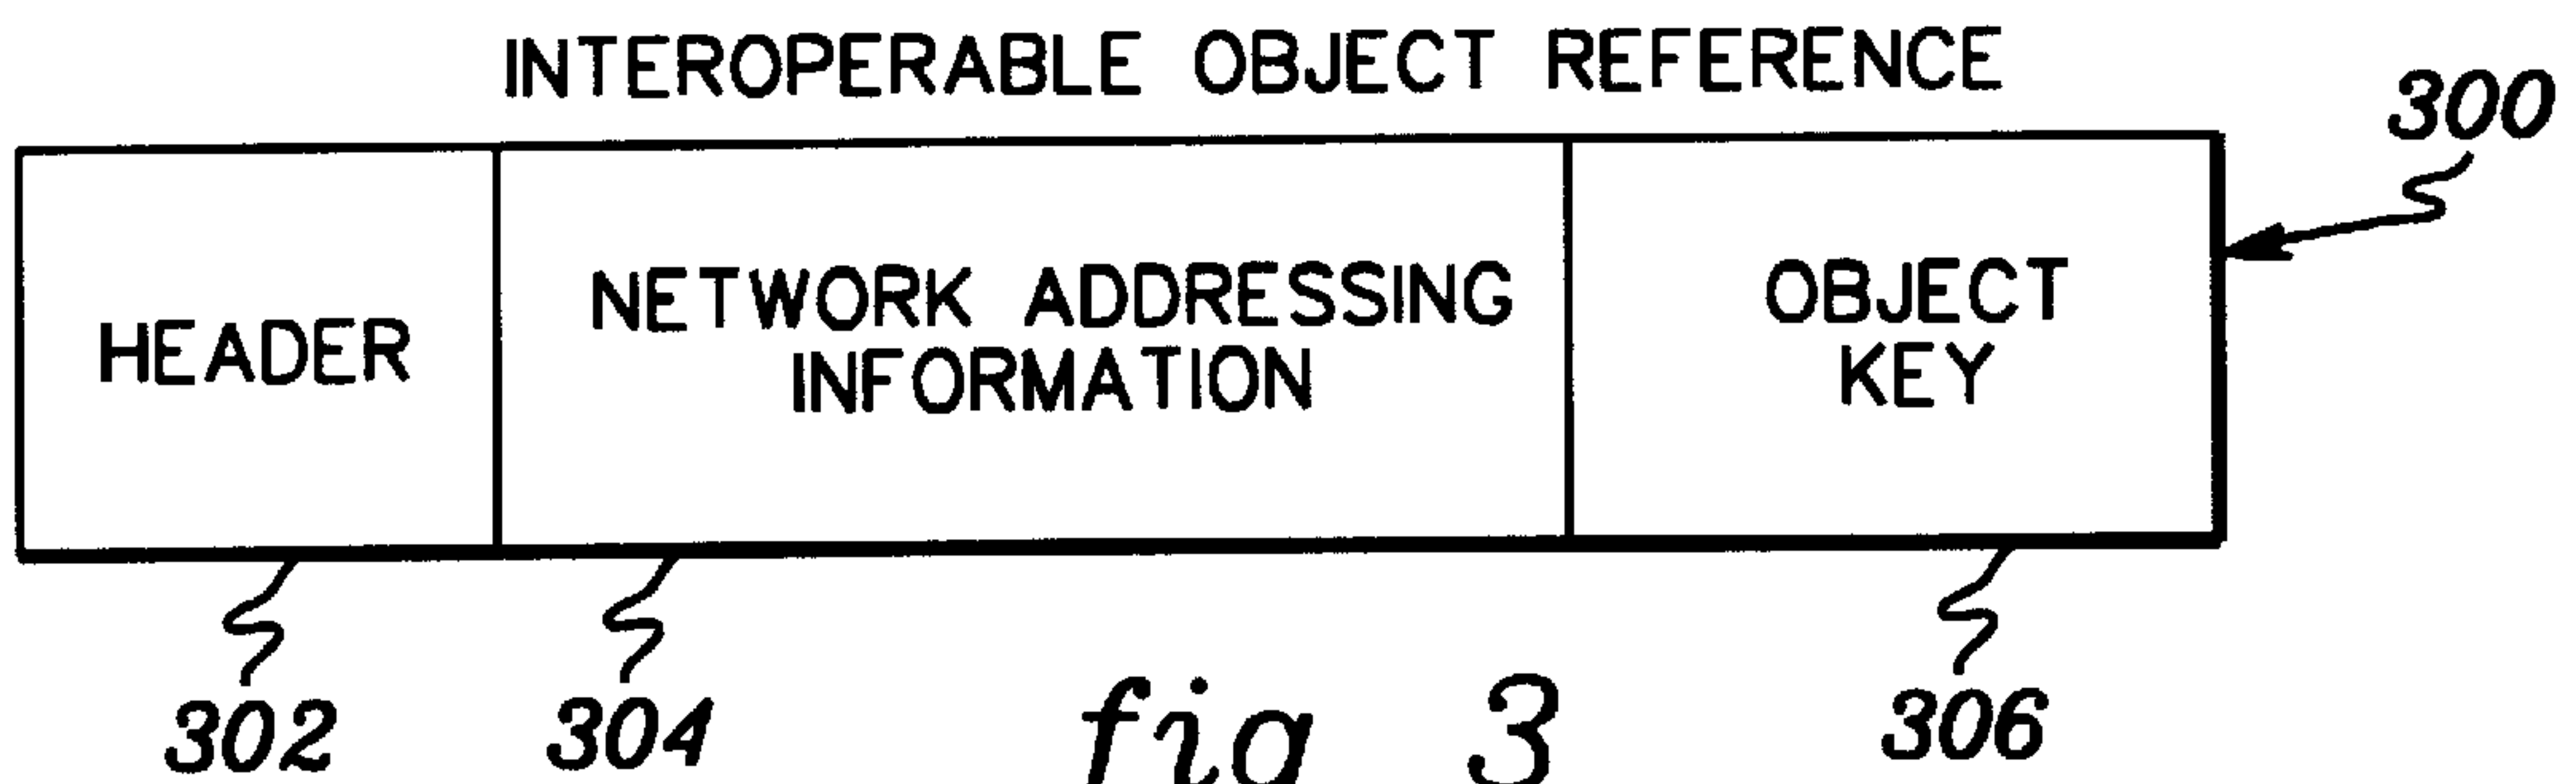 INTEROPERABLE OBJECT REFERENCE
300
HEADER
NETWORK ADDRESSING
INFORMATION
OBJECT
KEY
302
304
306
fig 3